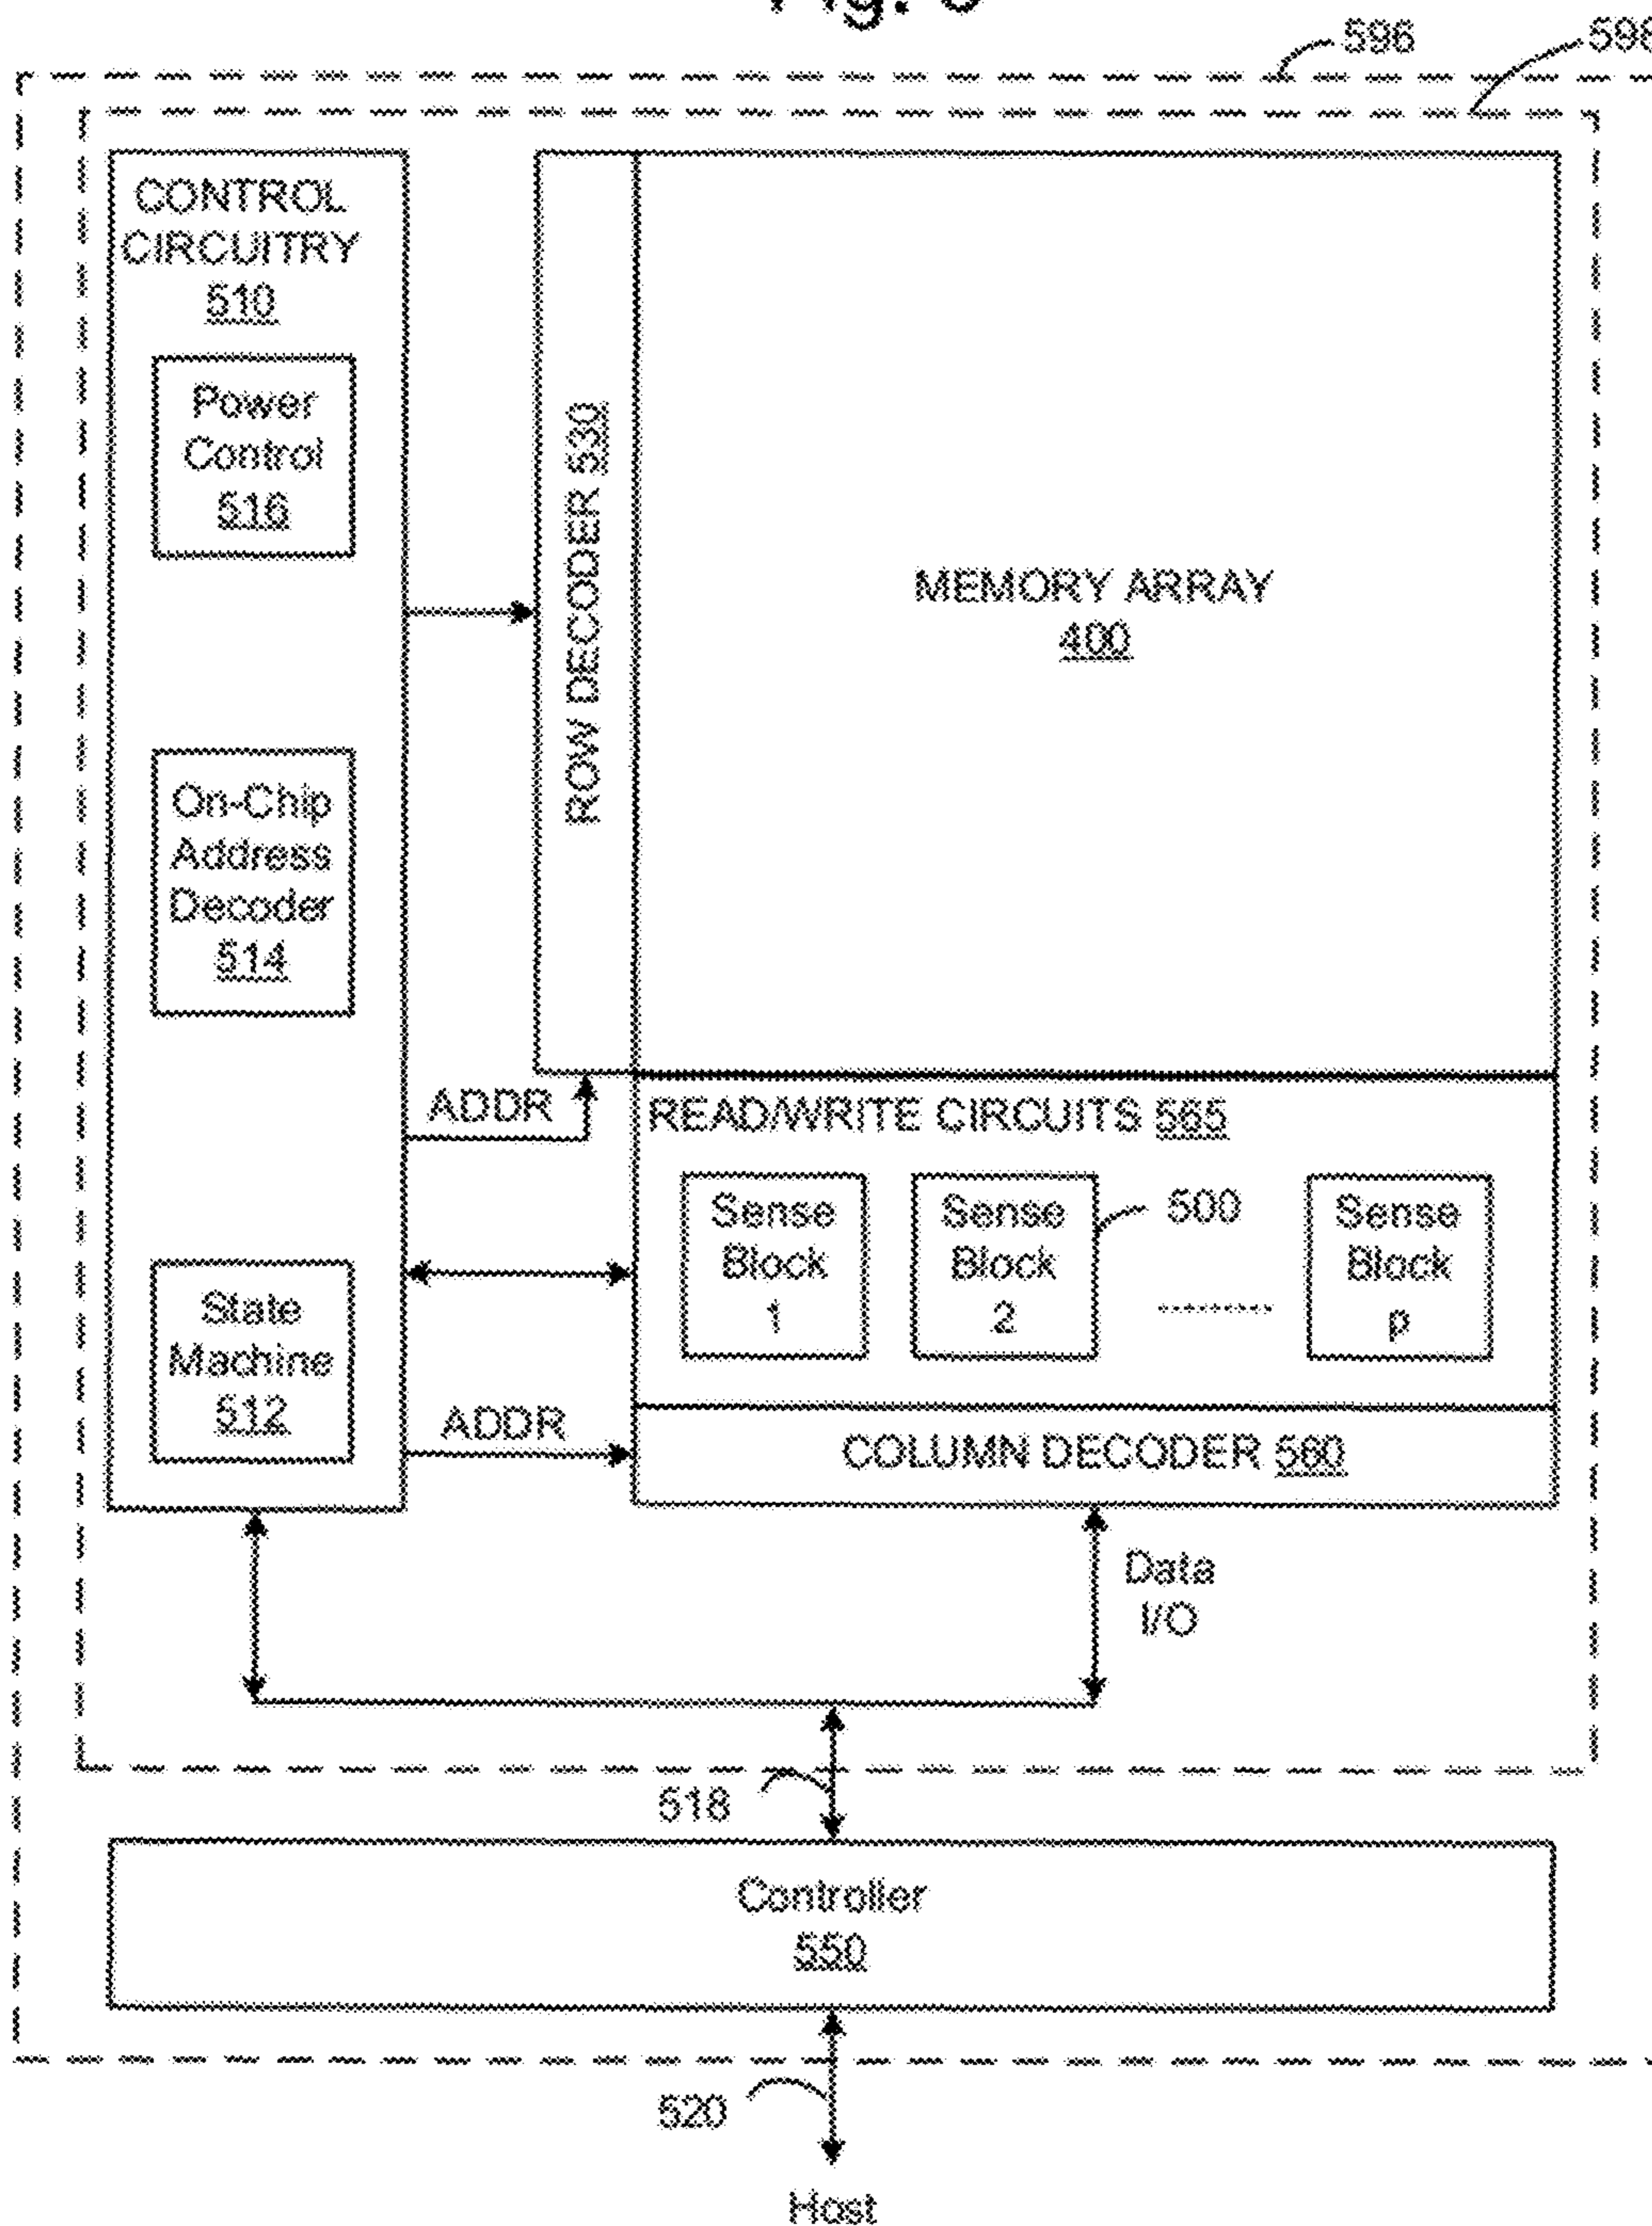 596
598
CONTROL
CIRCUITRY
510
Power
Control
516
On-Chip
Address
Decoder
514
State
Machine
512
ROW DECODER 530
MEMORY ARRAY
400
ADDR
READ/WRITE CIRCUITS 565
Sense
Block
1
Sense
Block
2
500
Sense
Block
p
ADDR
COLUMN DECODER 560
Data
I/O
518
Controller
550
520
Host